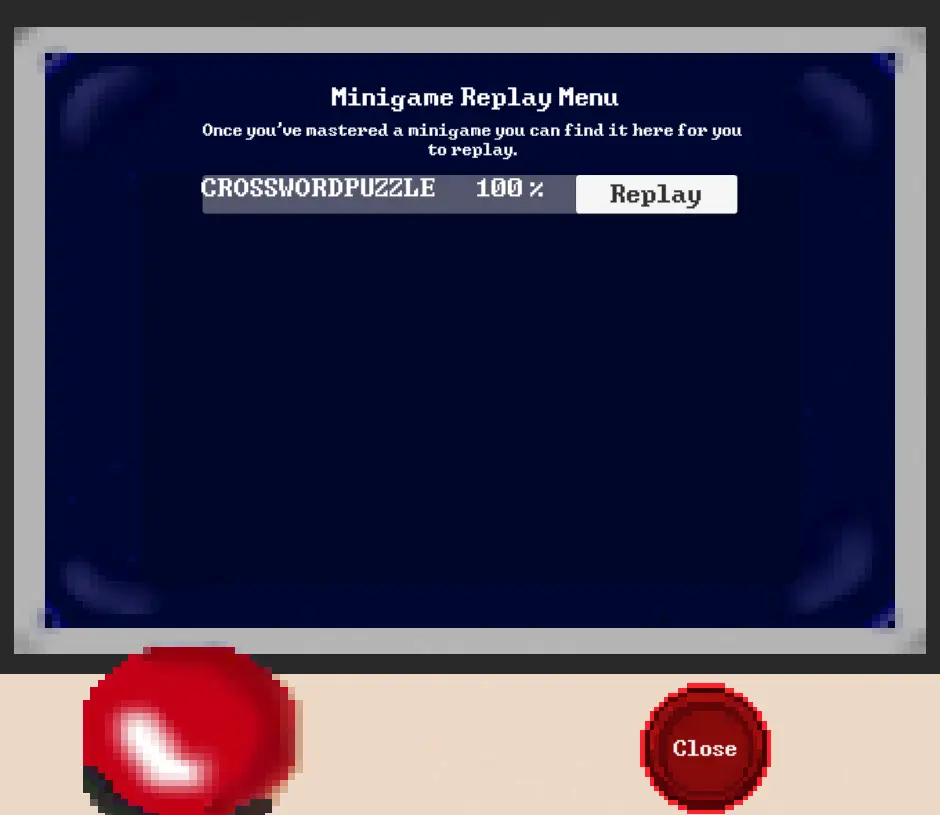 Minigame Replay Menu
Once you've mastered a minigame you can find it here for you
to replay.
CROSSWORDPUZZLE 100% Replay
Close